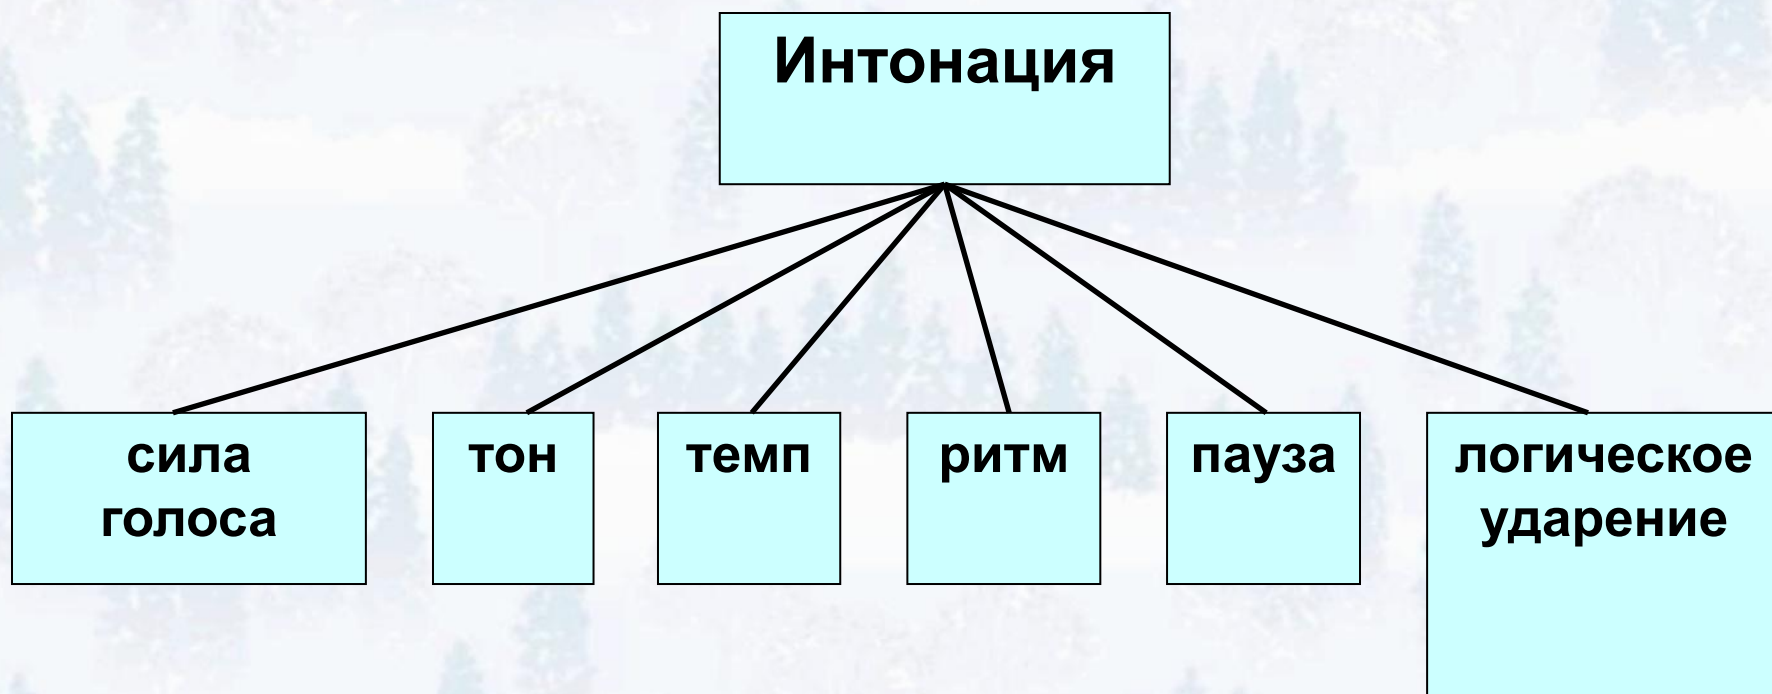 Интонация
сила
голоса
тон
темп
ритм
пауза
логическое
ударение